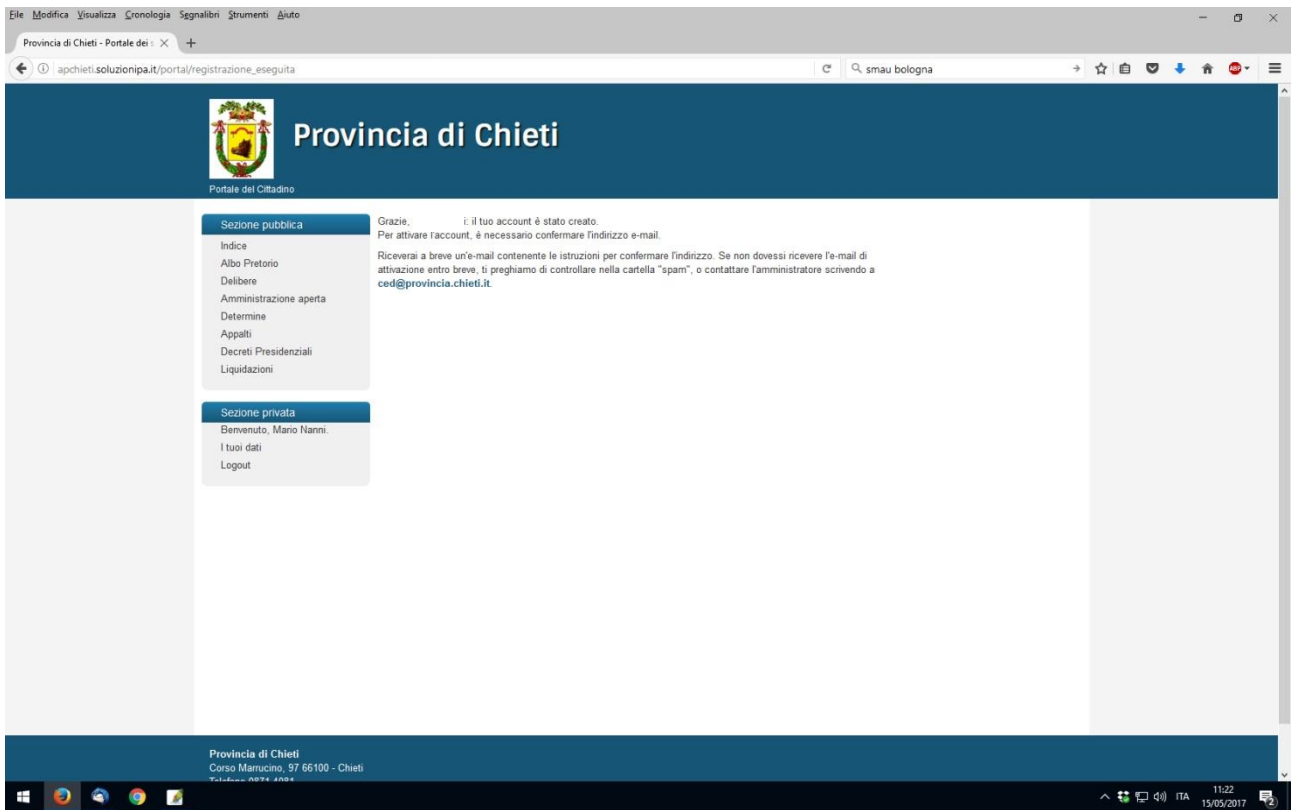 File Modifica Visualizza Cronologia Segnalibri Strumenti Aiuto
Provincia di Chieti - Portale dei s
apchieti.soluzionipa.it/portal/registrazione_eseguita
smau bologna
ABP
Provincia di Chieti
Portale del Cittadino
Sezione pubblica
Indice
Albo Pretorio
Delibere
Amministrazione aperta
Determine
Appalti
Decreti Presidenziali
Liquidazioni
Sezione privata
Benvenuto, Mario Nanni.
I tuoi dati
Logout
Grazie, i: il tuo account è stato creato.
Per attivare l'account, è necessario confermare l'indirizzo e-mail.
Riceverai a breve un'e-mail contenente le istruzioni per confermare l'indirizzo. Se non dovessi ricevere l'e-mail di
attivazione entro breve, ti preghiamo di controllare nella cartella "spam", o contattare l'amministratore scrivendo a
ced@provincia.chieti.it.
Provincia di Chieti
Corso Marrucino, 97 66100 - Chieti
Telefono 0871 4081
ITA
11:22
15/05/2017
2